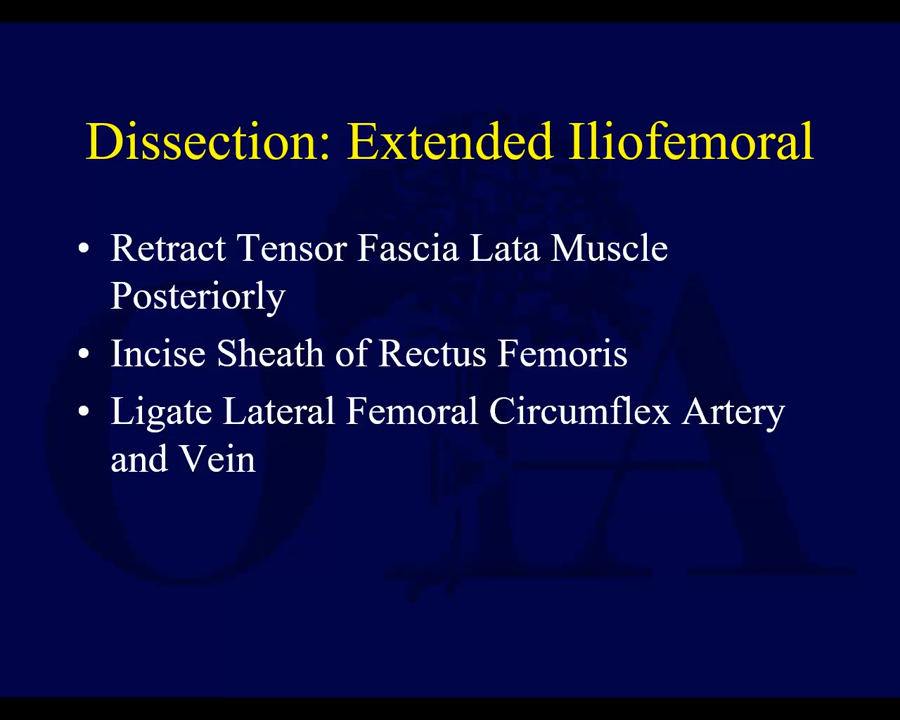 Dissection: Extended Iliofemoral
• Retract Tensor Fascia Lata Muscle
Posteriorly
• Incise Sheath of Rectus Femoris
• Ligate Lateral Femoral Circumflex Artery
and Vein
OTA